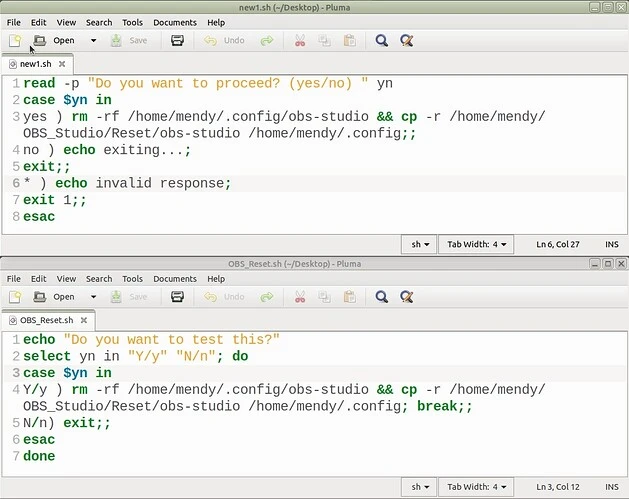 new1.sh (~/Desktop) - Pluma
File Edit View Search Tools Documents Help
Open Save Undo
new1.sh
1 read -p "Do you want to proceed? (yes/no) " yn
2 case $yn in
3 yes ) rm -rf /home/mendy/.config/obs-studio && cp -r /home/mendy/
OBS_Studio/Reset/obs-studio /home/mendy/.config;;
4 no ) echo exiting...;
5 exit;;
6 * ) echo invalid response;
7 exit 1;;
8 esac
sh Tab Width: 4 Ln 6, Col 27 INS
OBS_Reset.sh (~/Desktop) - Pluma
File Edit View Search Tools Documents Help
Open Save Undo
OBS_Reset.sh
1 echo "Do you want to test this?"
2 select yn in "Y/y" "N/n"; do
3 case $yn in
4 Y/y ) rm -rf /home/mendy/.config/obs-studio && cp -r /home/mendy/
OBS_Studio/Reset/obs-studio /home/mendy/.config; break;;
5 N/n) exit;;
6 esac
7 done
sh Tab Width: 4 Ln 3, Col 12 INS